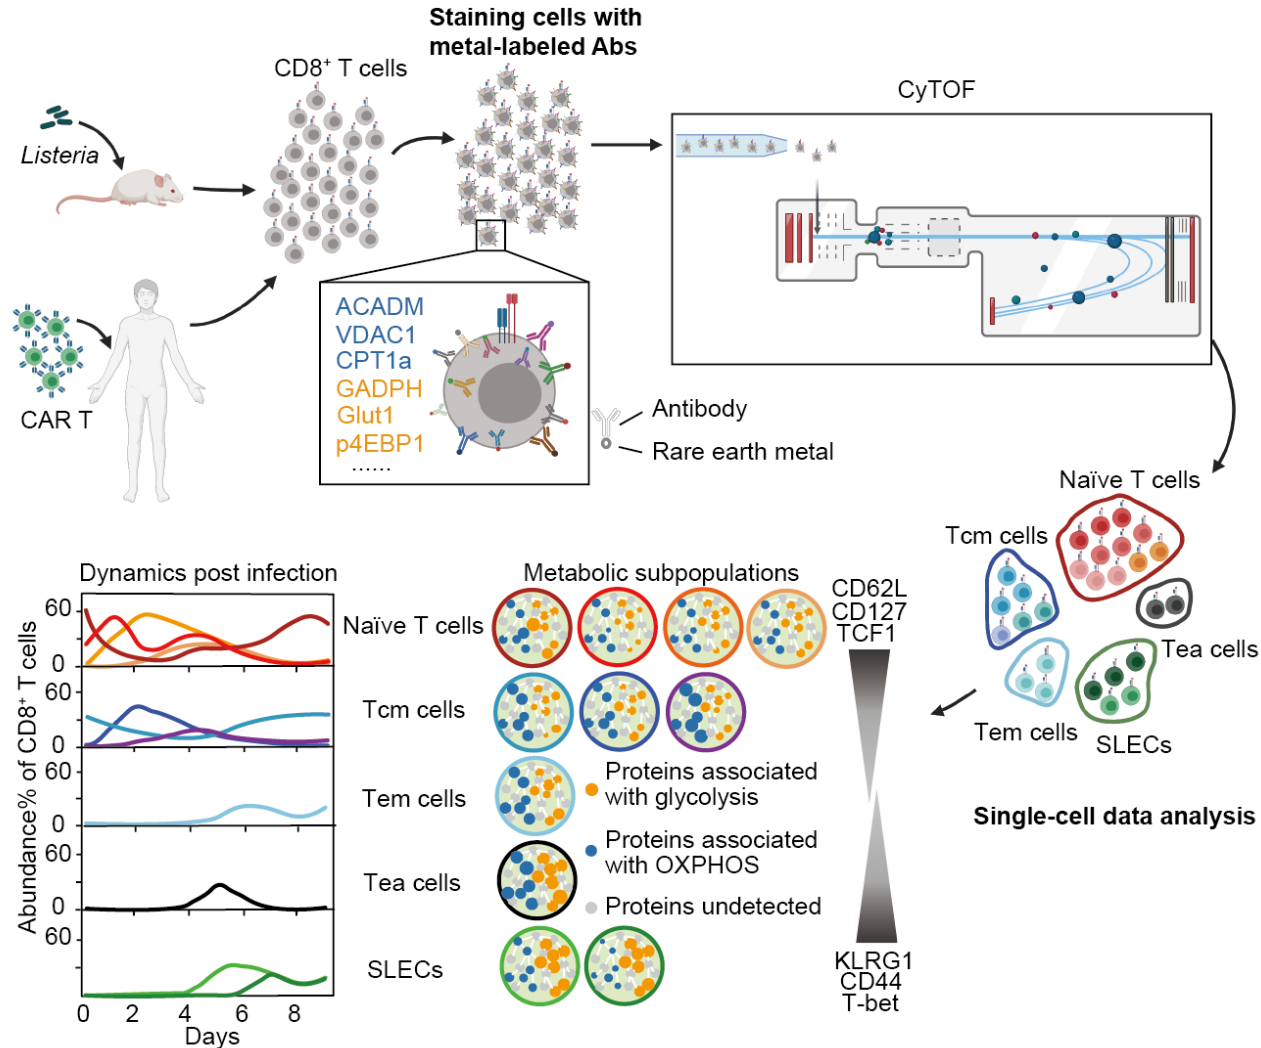 Staining cells with
metal-labeled Abs
CD8⁺ T cells
CyTOF
Listeria
CAR T
ACADM
VDAC1
CPT1a
GADPH
Glut1
p4EBP1
......
Antibody
Rare earth metal
Naïve T cells
Tcm cells
Tea cells
Tem cells
SLECs
Single-cell data analysis
Dynamics post infection
Abundance% of CD8⁺ T cells
60
0
60
0
60
0
60
0
60
0 2 4 6 8
Days
Metabolic subpopulations
Naïve T cells
Tcm cells
Tem cells
Tea cells
SLECs
Proteins associated
with glycolysis
Proteins associated
with OXPHOS
Proteins undetected
CD62L
CD127
TCF1
KLRG1
CD44
T-bet